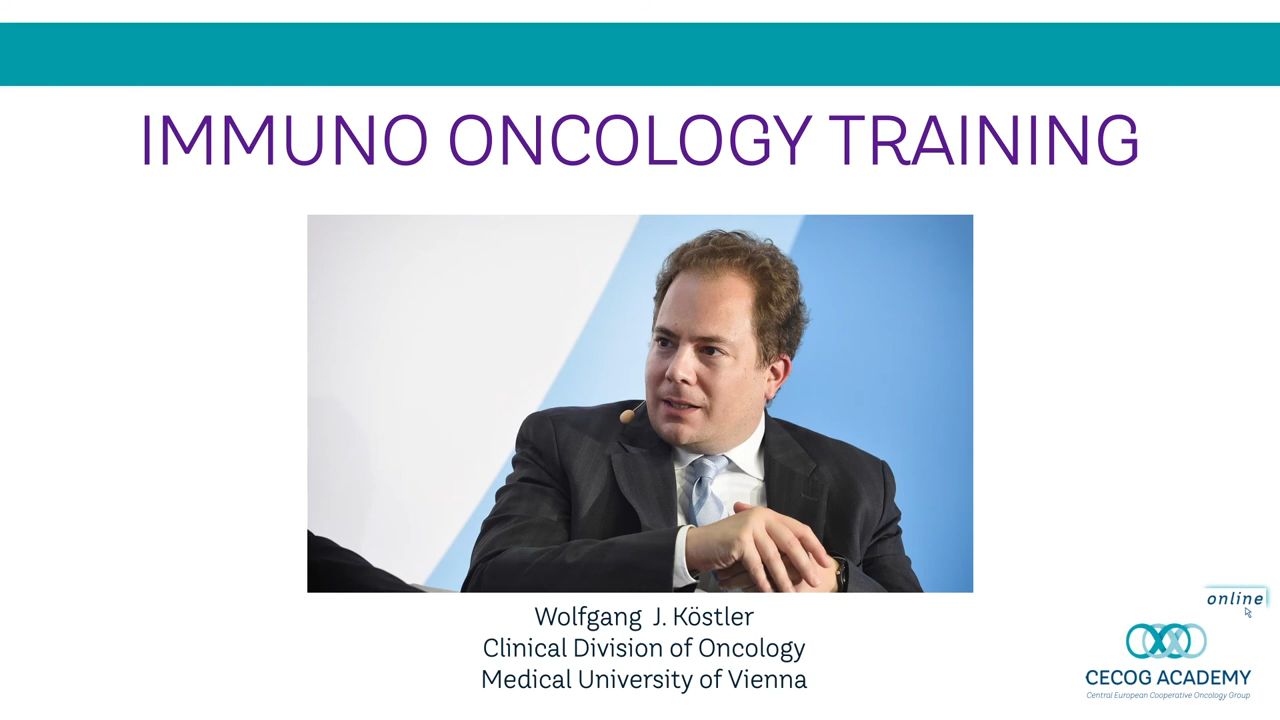 IMMUNO ONCOLOGY TRAINING
Wolfgang J. Köstler
Clinical Division of Oncology
Medical University of Vienna
online
CECOG ACADEMY
Central European Cooperative Oncology Group